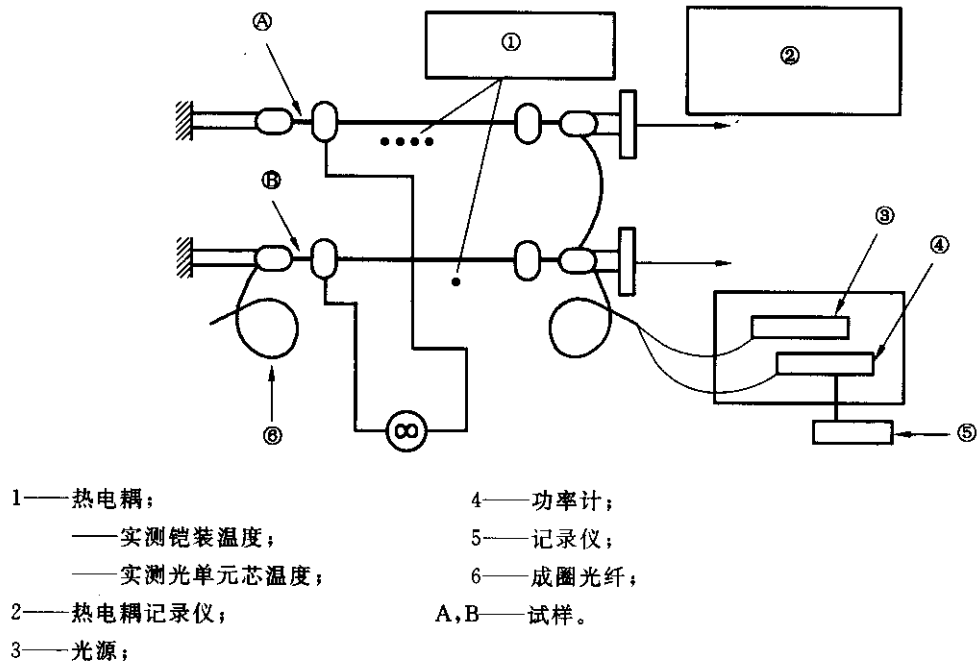 Ⓐ
①
②
Ⓑ
③
④
⑤
⑥
1——热电耦；
——实测铠装温度；
——实测光单元芯温度；
2——热电耦记录仪；
3——光源；
4——功率计；
5——记录仪；
6——成圈光纤；
A,B——试样。